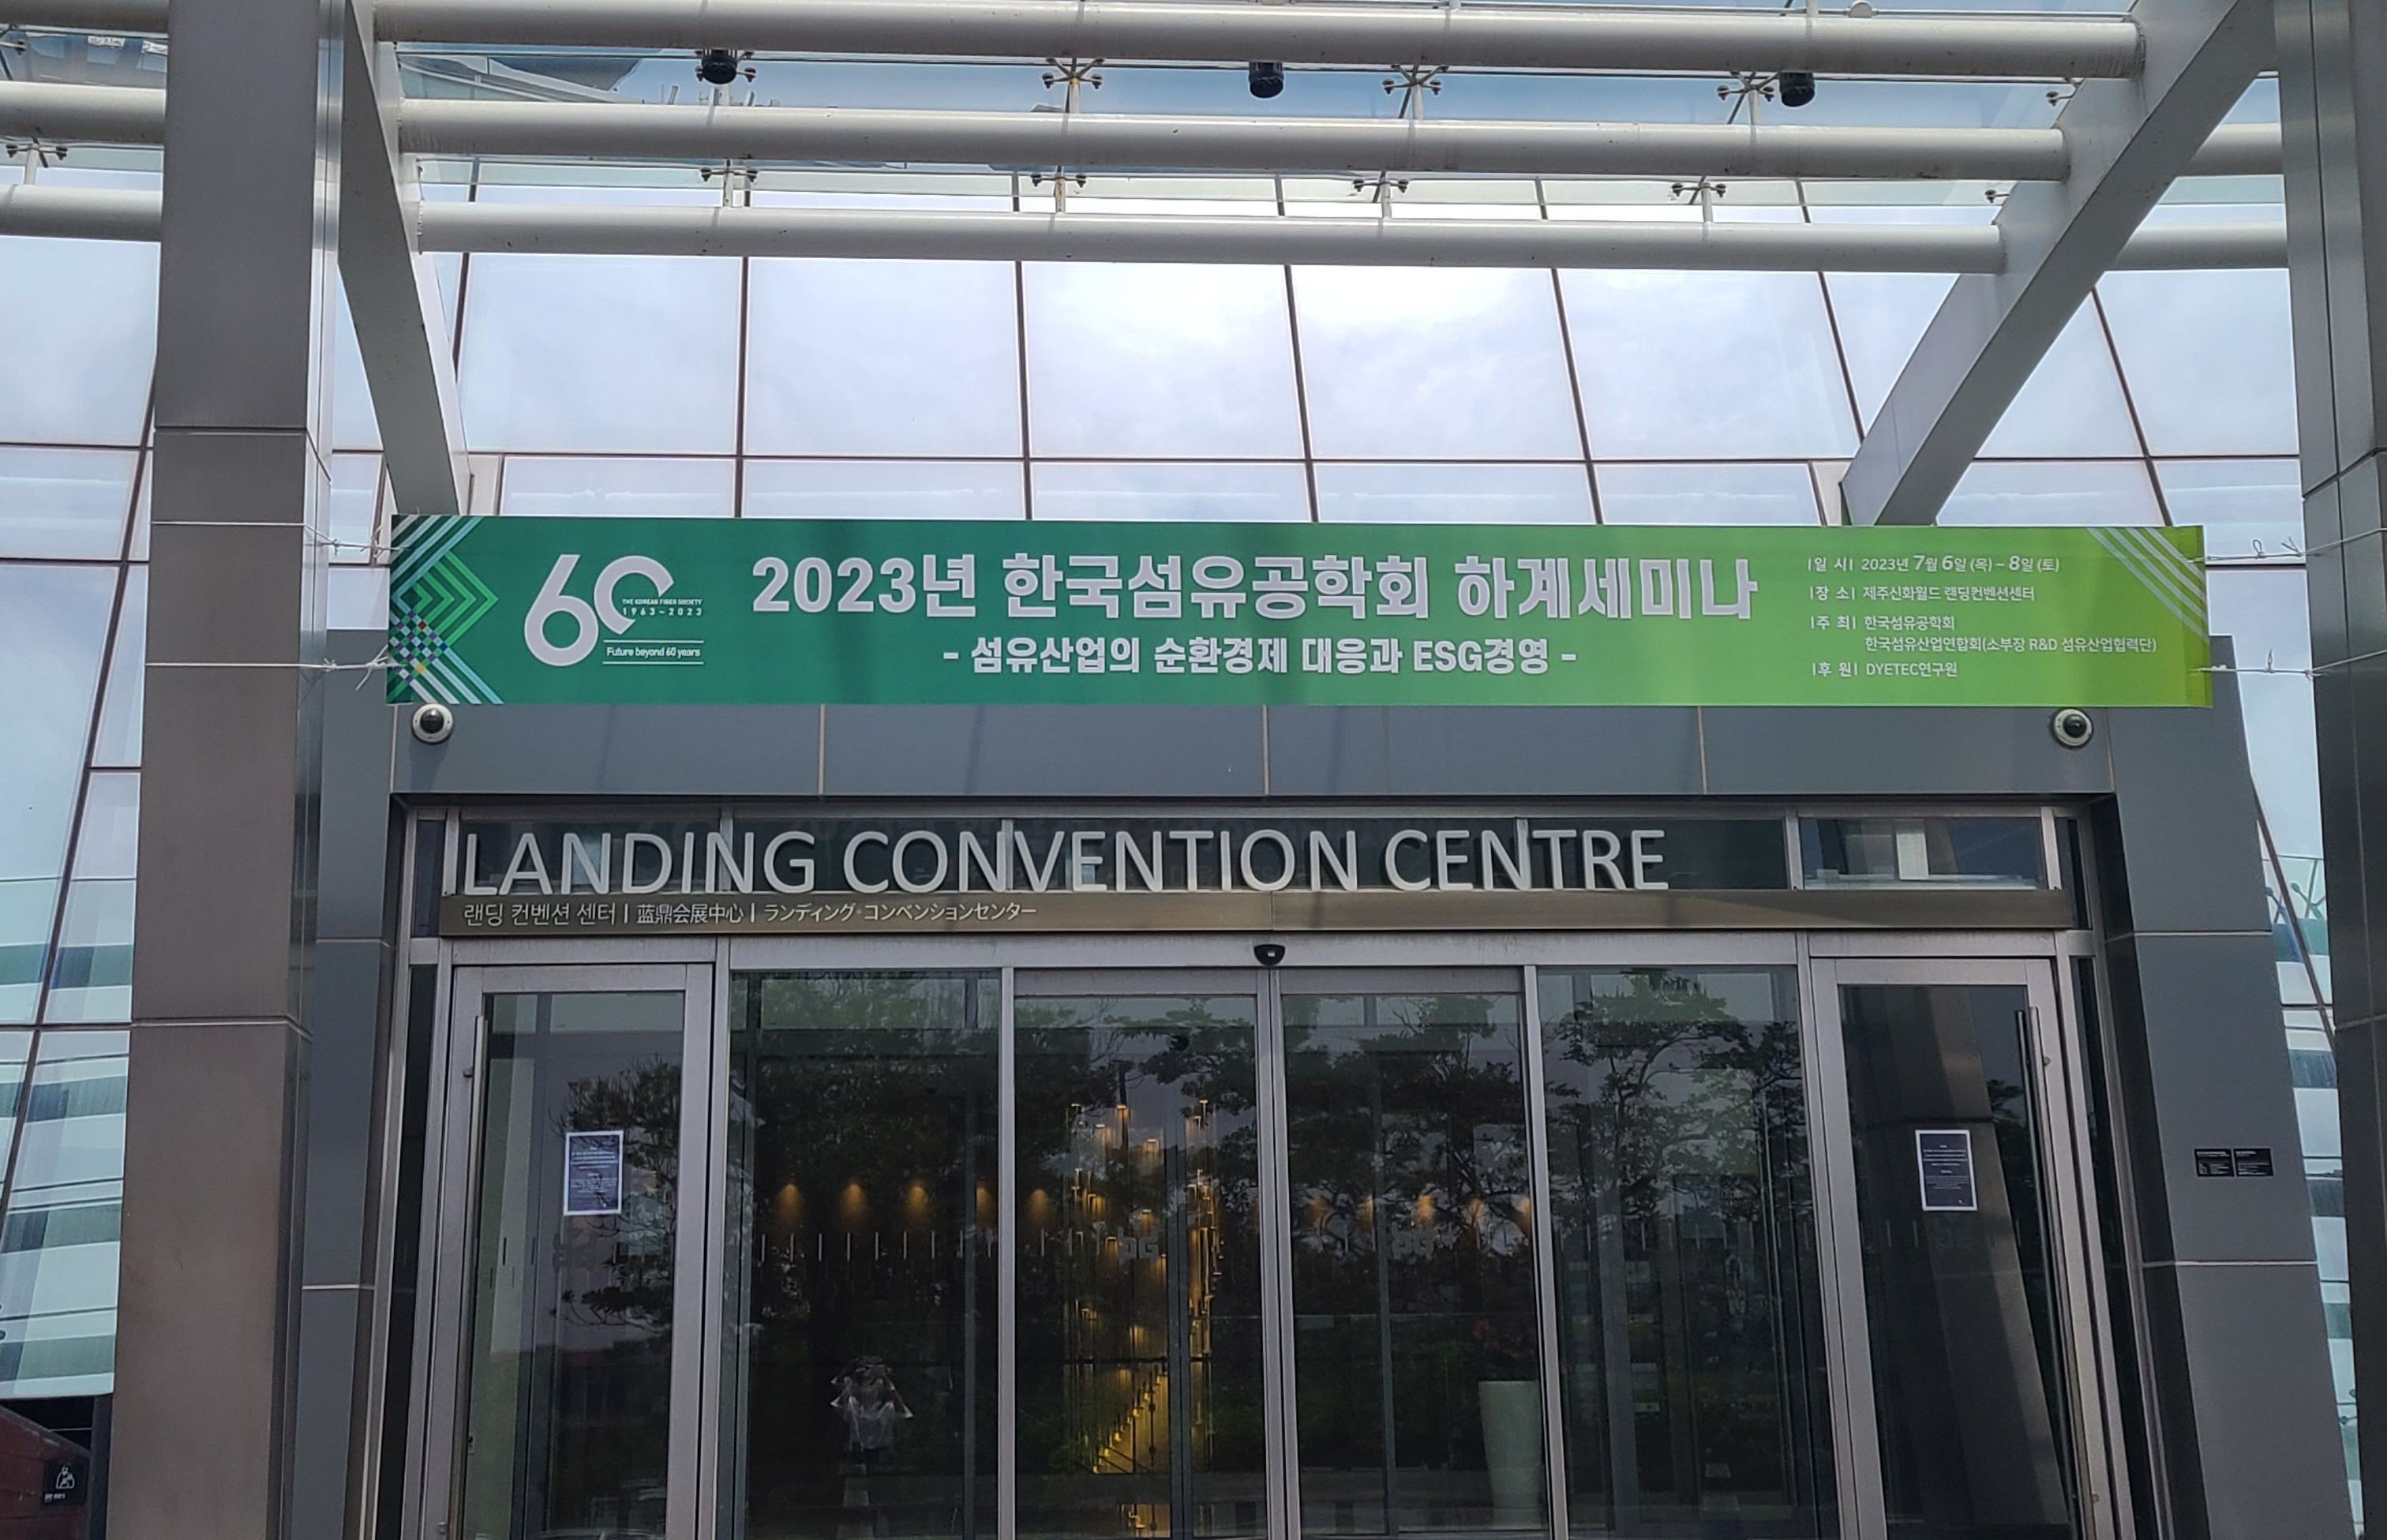 60
THE KOREAN FIBER SOCIETY
1963-2023
Future beyond 60 years
2023년 한국섬유공학회 하계세미나
- 섬유산업의 순환경제 대응과 ESG경영 -
|일 시| 2023년 7월 6일 (목) ~ 8일 (토)
|장 소| 제주신화월드 랜딩컨벤션센터
|주 최| 한국섬유공학회
한국섬유산업연합회(소부장 R&D 섬유산업협력단)
|후 원| DYETEC연구원
LANDING CONVENTION CENTRE
랜딩 컨벤션 센터 | 蓝鼎会展中心 | ランディング·コンベンションセンター